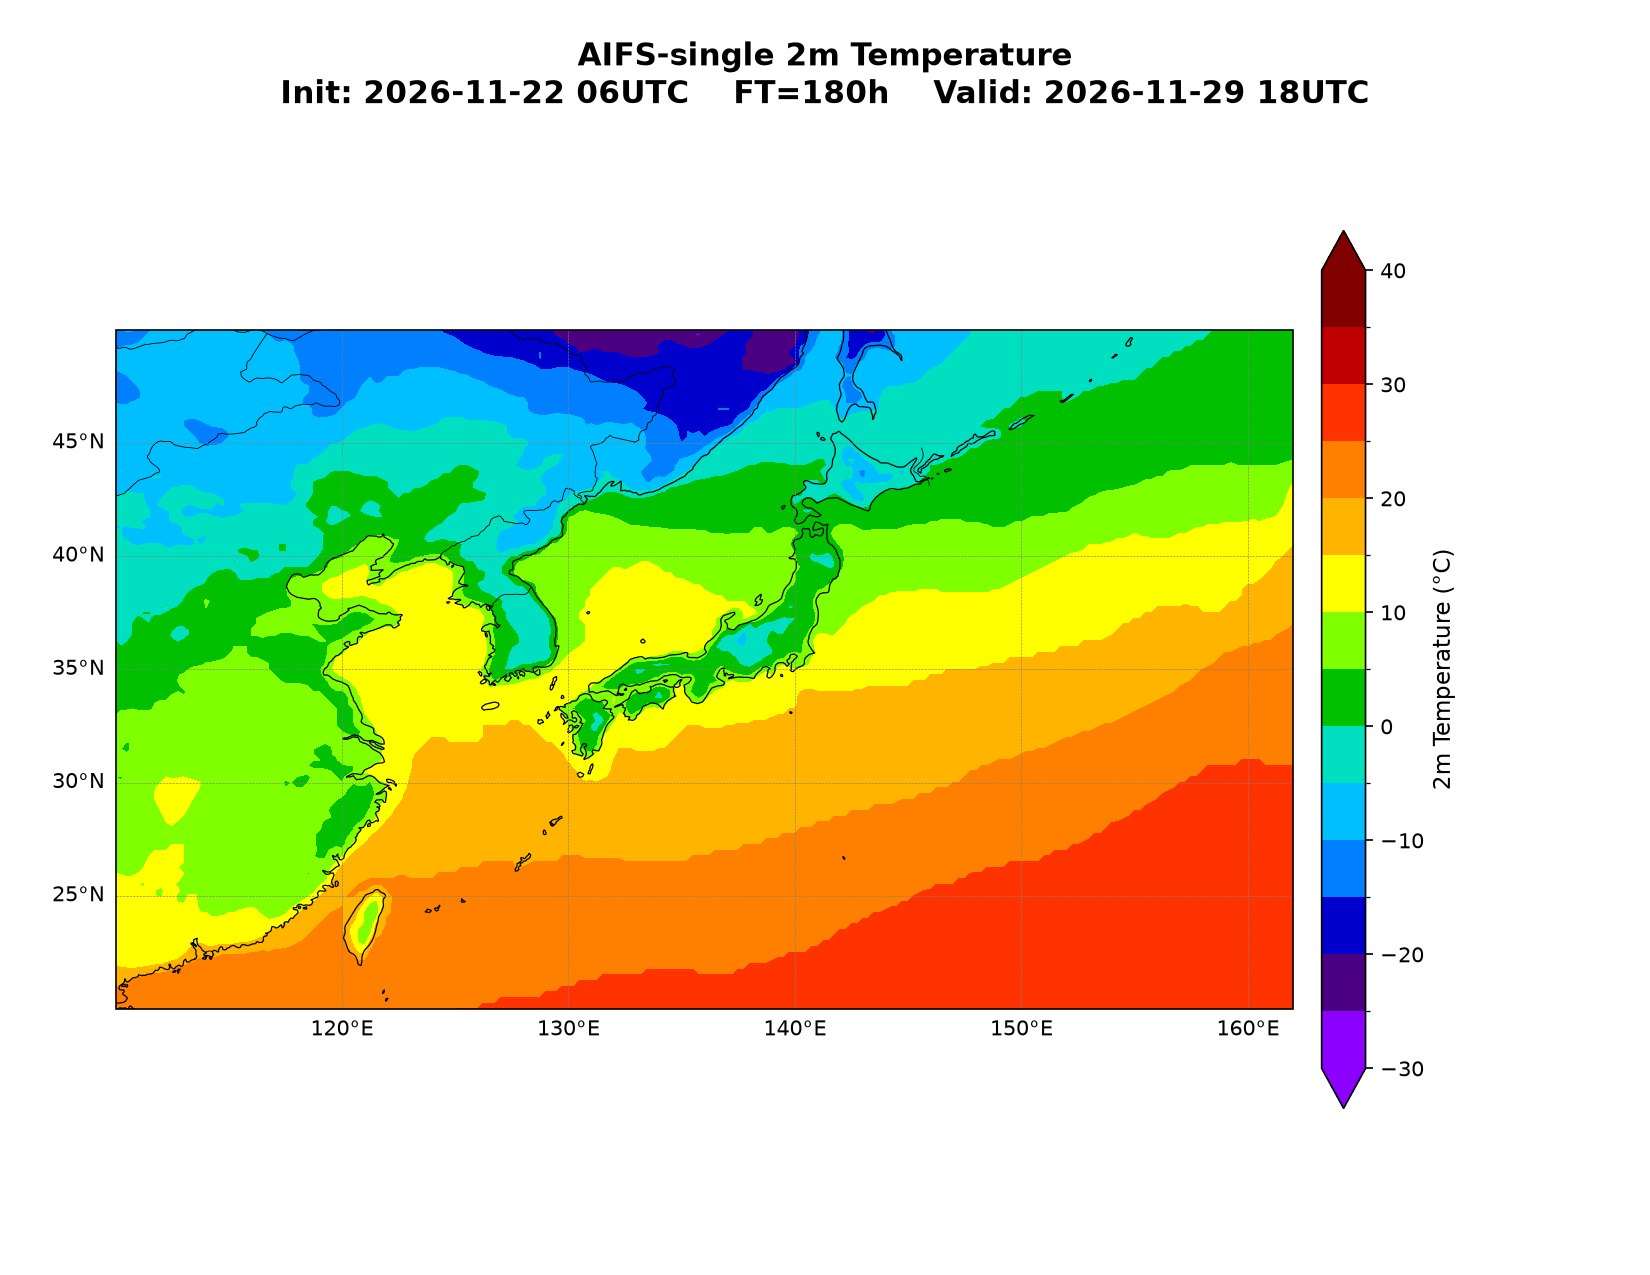 AIFS-single 2m Temperature
Init: 2026-11-22 06UTC    FT=180h    Valid: 2026-11-29 18UTC
45°N
40°N
35°N
30°N
25°N
120°E
130°E
140°E
150°E
160°E
40
30
20
10
0
−10
−20
−30
2m Temperature (°C)